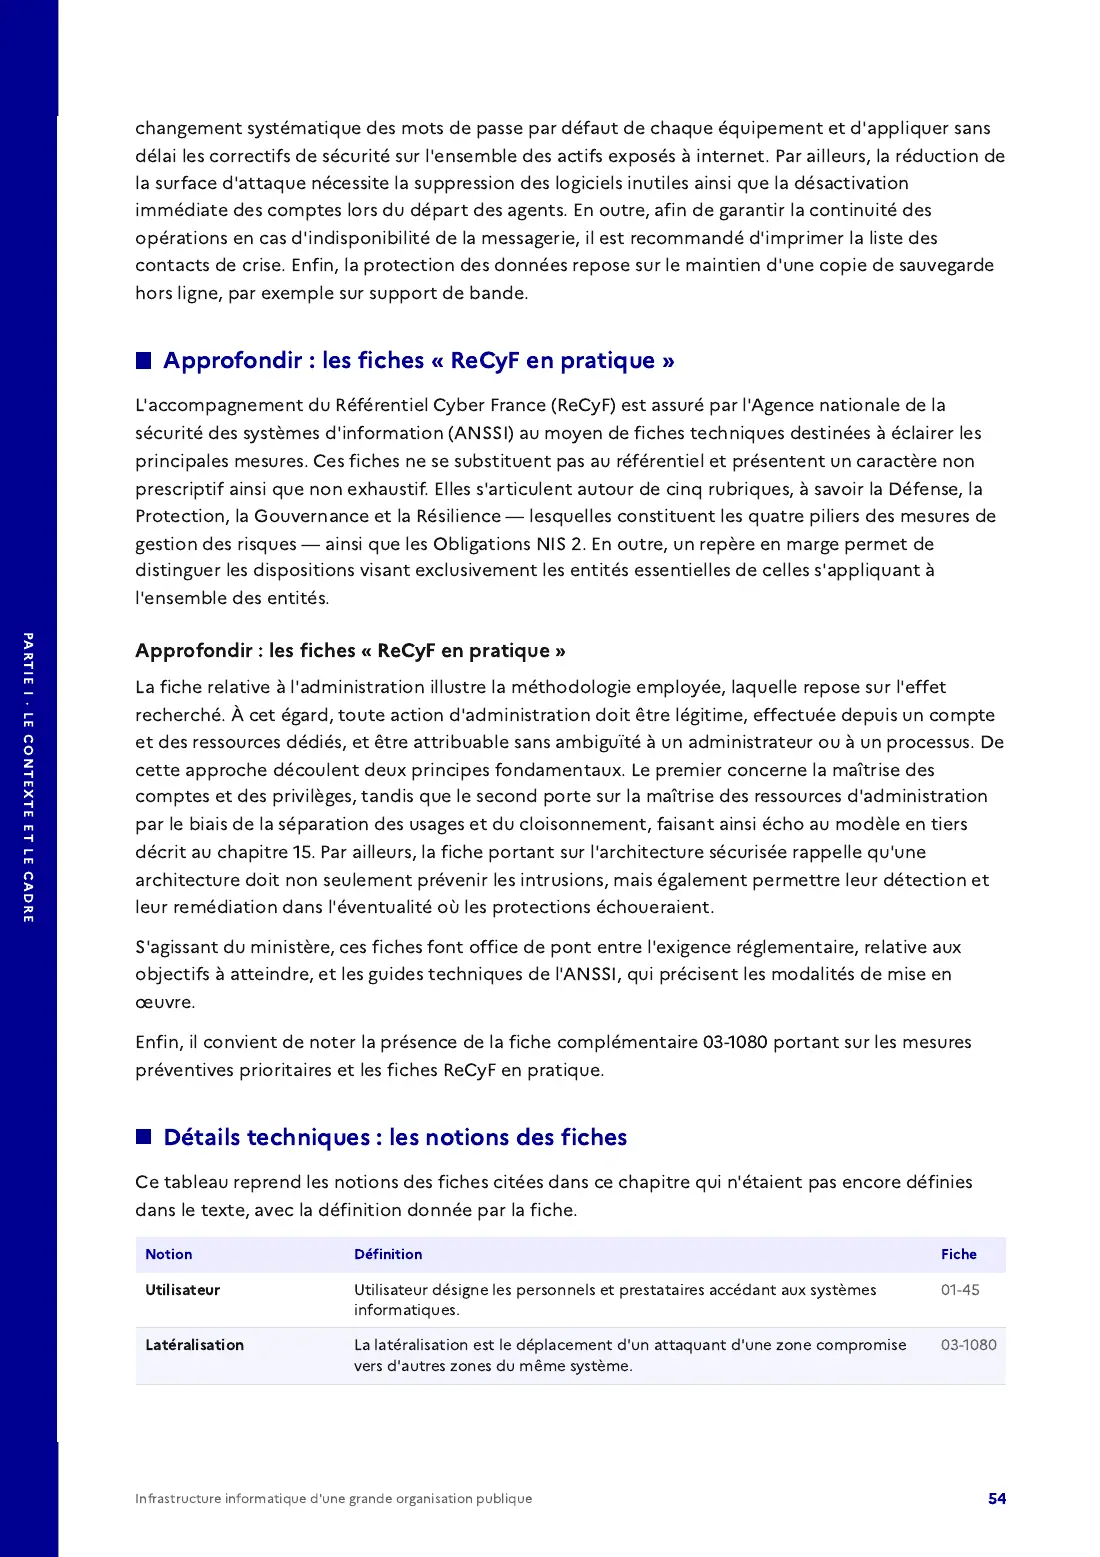 changement systématique des mots de passe par défaut de chaque équipement et d'appliquer sans
délai les correctifs de sécurité sur l'ensemble des actifs exposés à internet. Par ailleurs, la réduction de
la surface d'attaque nécessite la suppression des logiciels inutiles ainsi que la désactivation
immédiate des comptes lors du départ des agents. En outre, afin de garantir la continuité des
opérations en cas d'indisponibilité de la messagerie, il est recommandé d'imprimer la liste des
contacts de crise. Enfin, la protection des données repose sur le maintien d'une copie de sauvegarde
hors ligne, par exemple sur support de bande.
Approfondir : les fiches « ReCyF en pratique »
L'accompagnement du Référentiel Cyber France (ReCyF) est assuré par l'Agence nationale de la
sécurité des systèmes d'information (ANSSI) au moyen de fiches techniques destinées à éclairer les
principales mesures. Ces fiches ne se substituent pas au référentiel et présentent un caractère non
prescriptif ainsi que non exhaustif. Elles s'articulent autour de cinq rubriques, à savoir la Défense, la
Protection, la Gouvernance et la Résilience — lesquelles constituent les quatre piliers des mesures de
gestion des risques — ainsi que les Obligations NIS 2. En outre, un repère en marge permet de
distinguer les dispositions visant exclusivement les entités essentielles de celles s'appliquant à
l'ensemble des entités.
Approfondir : les fiches « ReCyF en pratique »
La fiche relative à l'administration illustre la méthodologie employée, laquelle repose sur l'effet
recherché. À cet égard, toute action d'administration doit être légitime, effectuée depuis un compte
et des ressources dédiés, et être attribuable sans ambiguïté à un administrateur ou à un processus. De
cette approche découlent deux principes fondamentaux. Le premier concerne la maîtrise des
comptes et des privilèges, tandis que le second porte sur la maîtrise des ressources d'administration
par le biais de la séparation des usages et du cloisonnement, faisant ainsi écho au modèle en tiers
décrit au chapitre 15. Par ailleurs, la fiche portant sur l'architecture sécurisée rappelle qu'une
architecture doit non seulement prévenir les intrusions, mais également permettre leur détection et
leur remédiation dans l'éventualité où les protections échoueraient.
S'agissant du ministère, ces fiches font office de pont entre l'exigence réglementaire, relative aux
objectifs à atteindre, et les guides techniques de l'ANSSI, qui précisent les modalités de mise en
œuvre.
Enfin, il convient de noter la présence de la fiche complémentaire 03-1080 portant sur les mesures
préventives prioritaires et les fiches ReCyF en pratique.
Détails techniques : les notions des fiches
Ce tableau reprend les notions des fiches citées dans ce chapitre qui n'étaient pas encore définies
dans le texte, avec la définition donnée par la fiche.
Notion Définition Fiche
Utilisateur Utilisateur désigne les personnels et prestataires accédant aux systèmes 01-45
informatiques.
Latéralisation La latéralisation est le déplacement d'un attaquant d'une zone compromise 03-1080
vers d'autres zones du même système.
PARTIE I · LE CONTEXTE ET LE CADRE
Infrastructure informatique d'une grande organisation publique 54